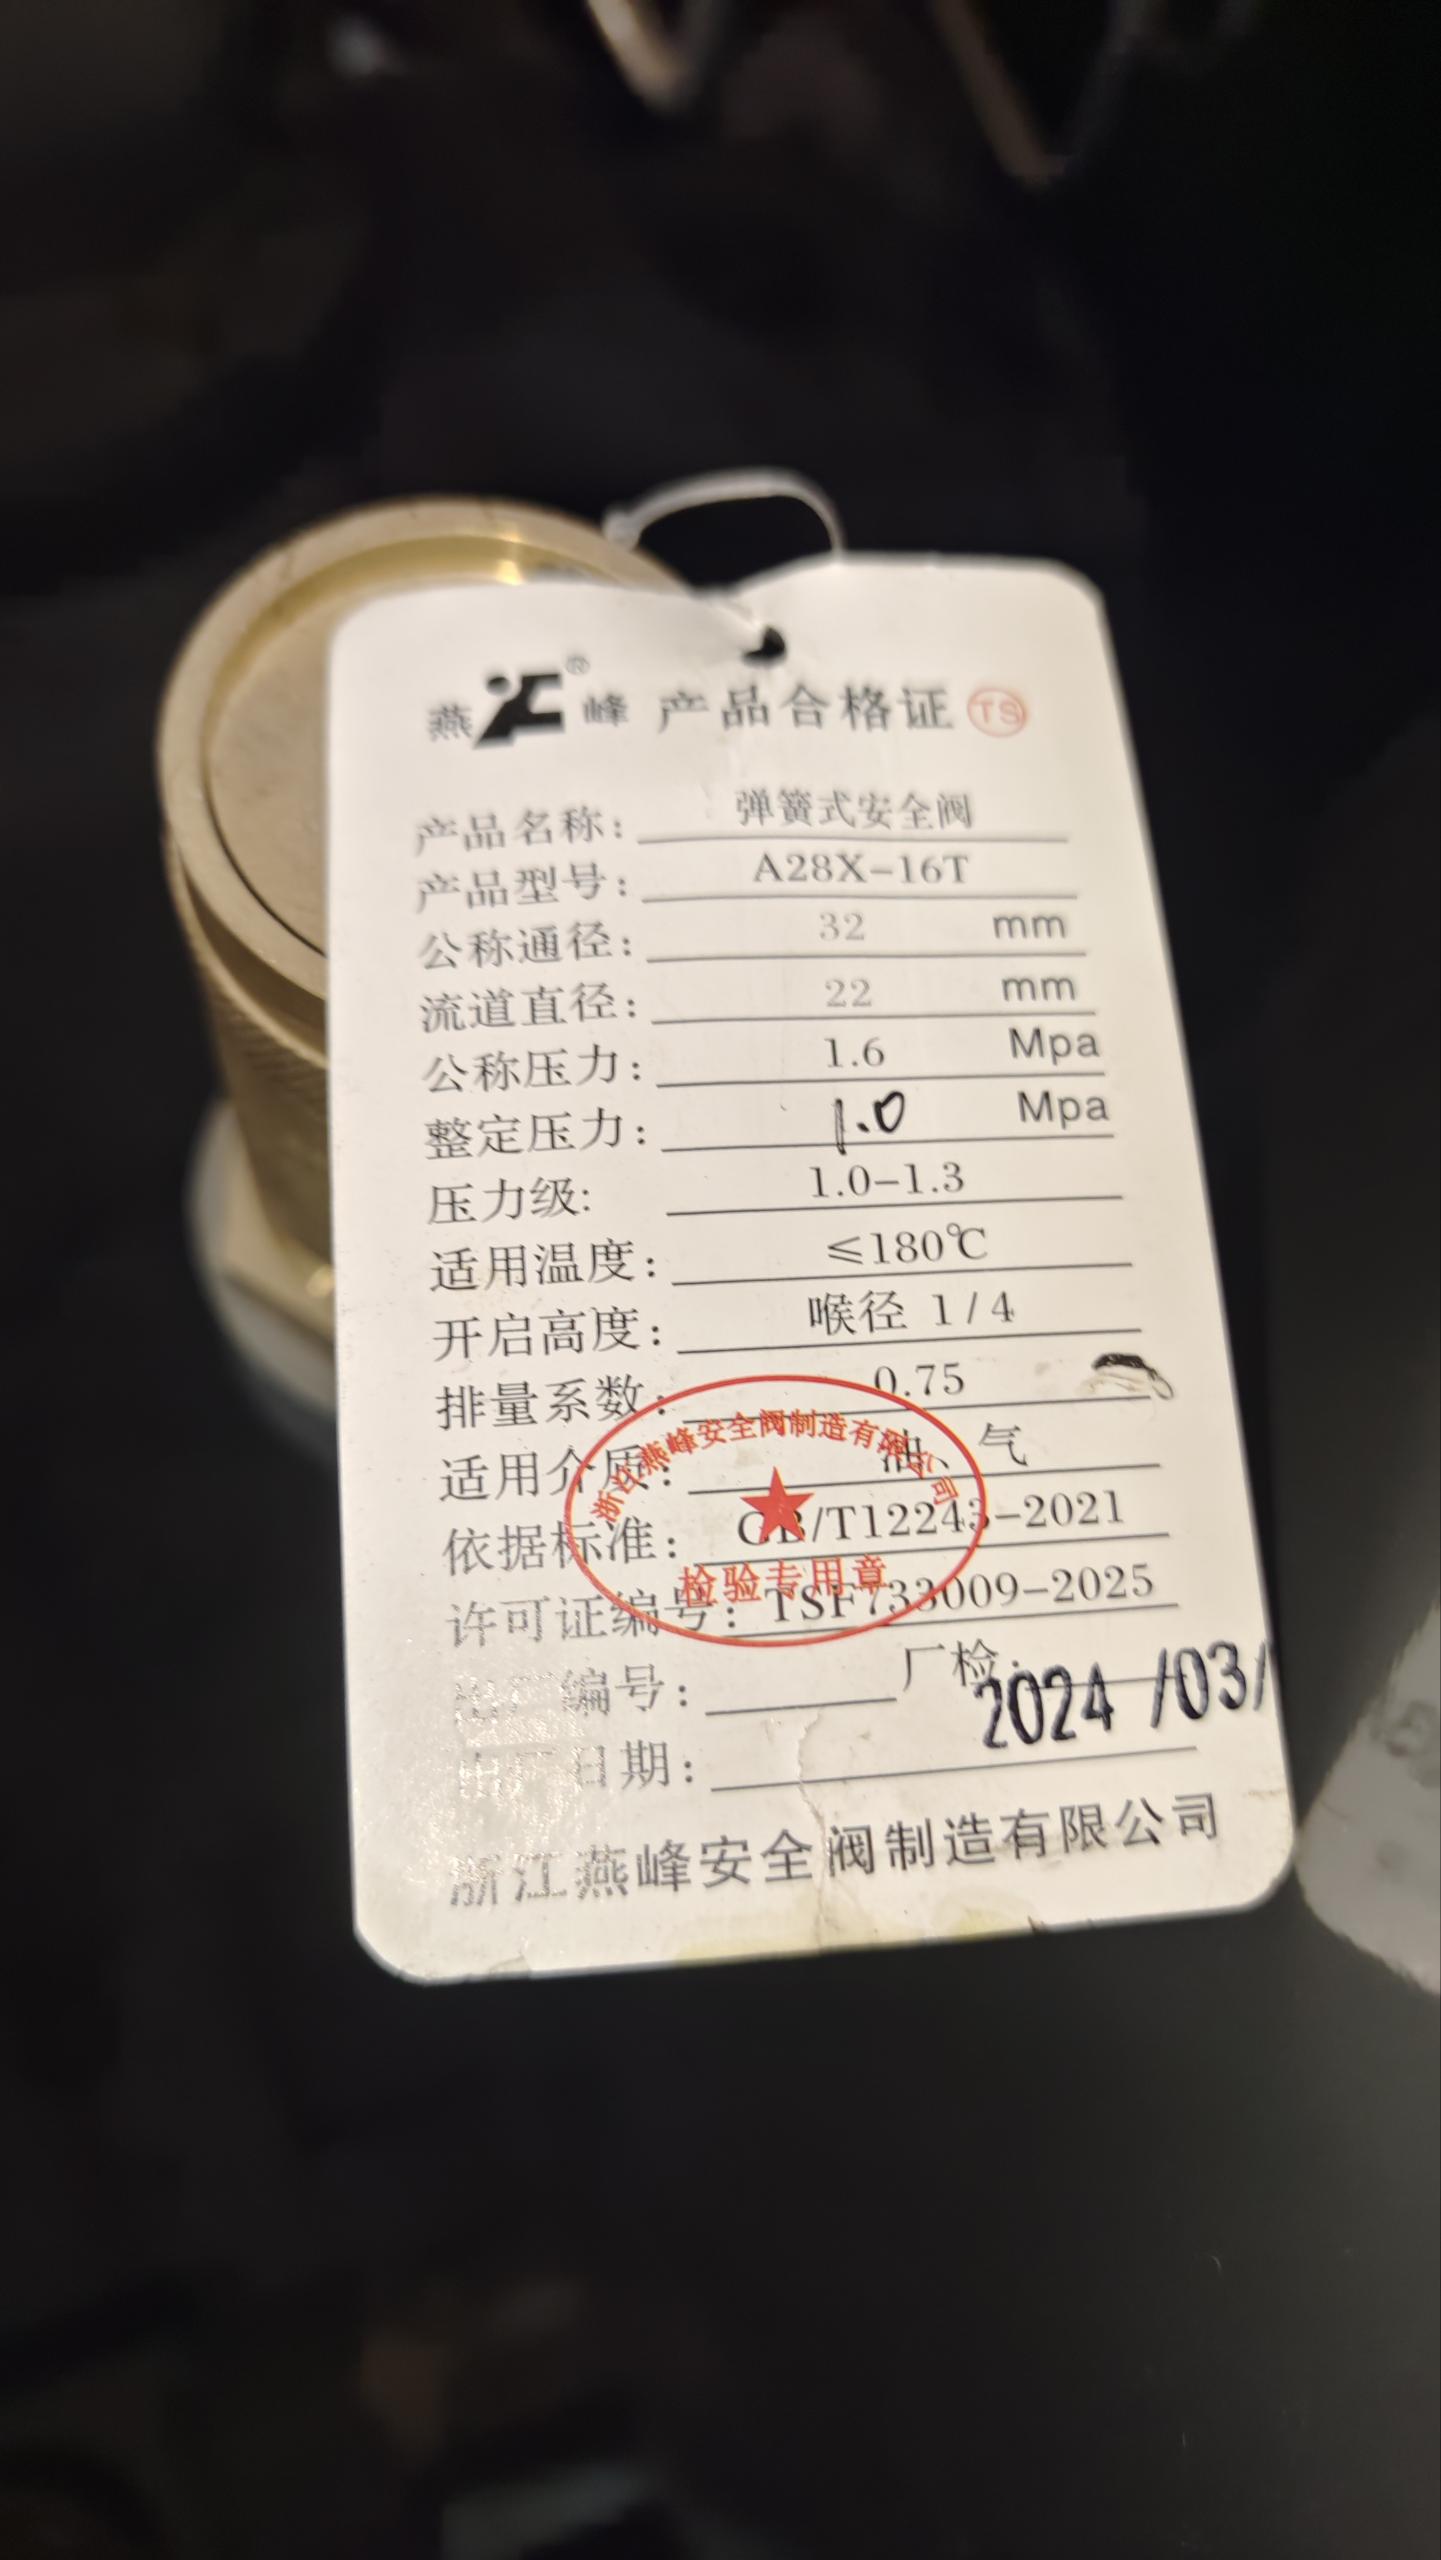 燕 ® 峰 产品合格证 TS
产品名称: 弹簧式安全阀
产品型号: A28X-16T
公称通径: 32 mm
流道直径: 22 mm
公称压力: 1.6 Mpa
整定压力: 1.0 Mpa
压力级: 1.0-1.3
适用温度: ≤180℃
开启高度: 喉径 1/4
排量系数: 0.75
适用介质: 油、气
依据标准: GB/T12243-2021
许可证编号: TSF733009-2025
出厂编号: 厂检:
2024/03/
出厂日期:
浙江燕峰安全阀制造有限公司
浙江燕峰安全阀制造有限公司
检验专用章